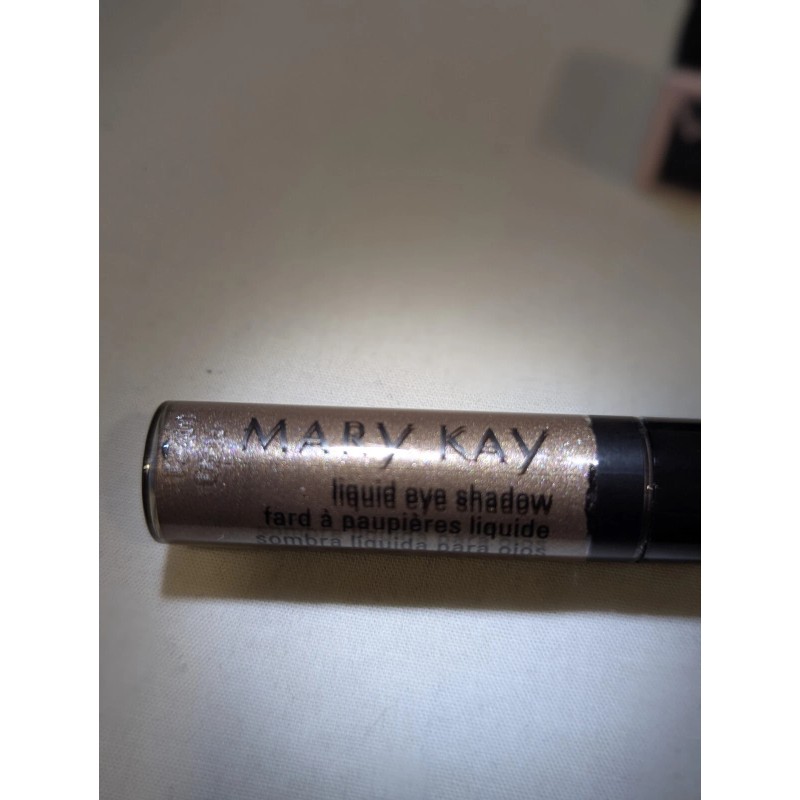 MARY KAY
liquid eye shadow
fard à paupières liquide
sombra líquida para ojos